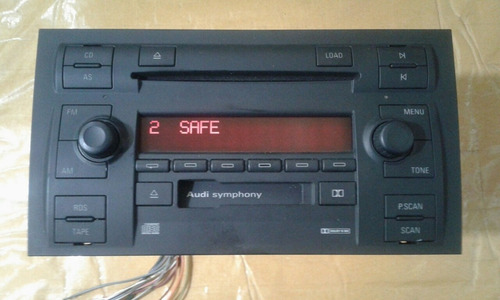 CD
LOAD
AS
FM
MENU
2 SAFE
AM
TONE
Audi symphony
RDS
P.SCAN
TAPE
SCAN